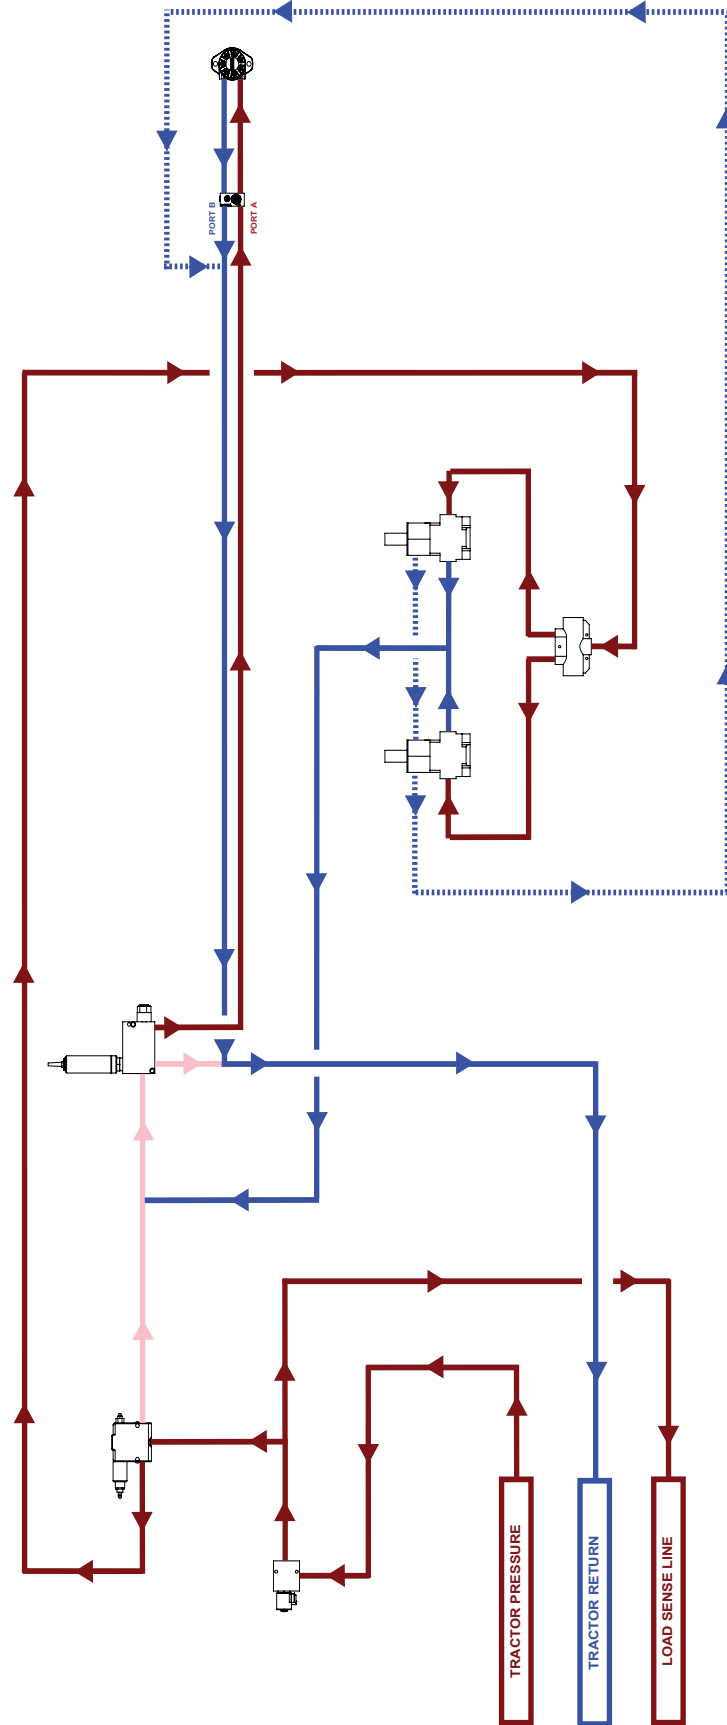 PORT B
PORT A
TRACTOR PRESSURE
TRACTOR RETURN
LOAD SENSE LINE